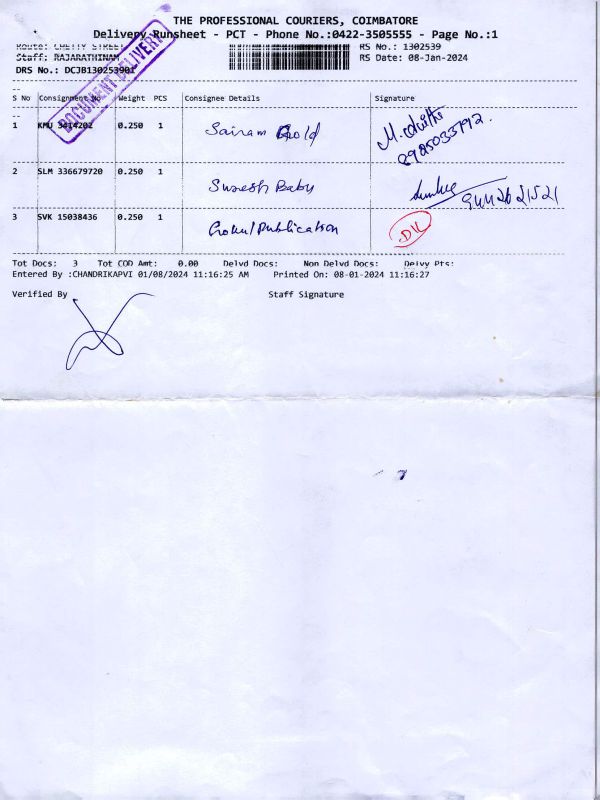 THE PROFESSIONAL COURIERS, COIMBATORE
Delivery Runsheet - PCT - Phone No.:0422-3505555 - Page No.:1
Route: CHETTY STREET
RS No.: 1302539
Staff: RAJARATHINAM
RS Date: 08-Jan-2024
DRS No.: DCJB130253901
DOCUMENT DELIVERY
S No Consignment No Weight PCS Consignee Details Signature
1 KMU 3414202 0.250 1 Sairam Gold
2 SLM 336679720 0.250 1 Suresh Baby
3 SVK 15038436 0.250 1 Gokul Publication
Tot Docs: 3 Tot COD Amt: 0.00 Delvd Docs: Non Delvd Docs: Delvy Pts:
Entered By :CHANDRIKAPVI 01/08/2024 11:16:25 AM Printed On: 08-01-2024 11:16:27
Verified By Staff Signature